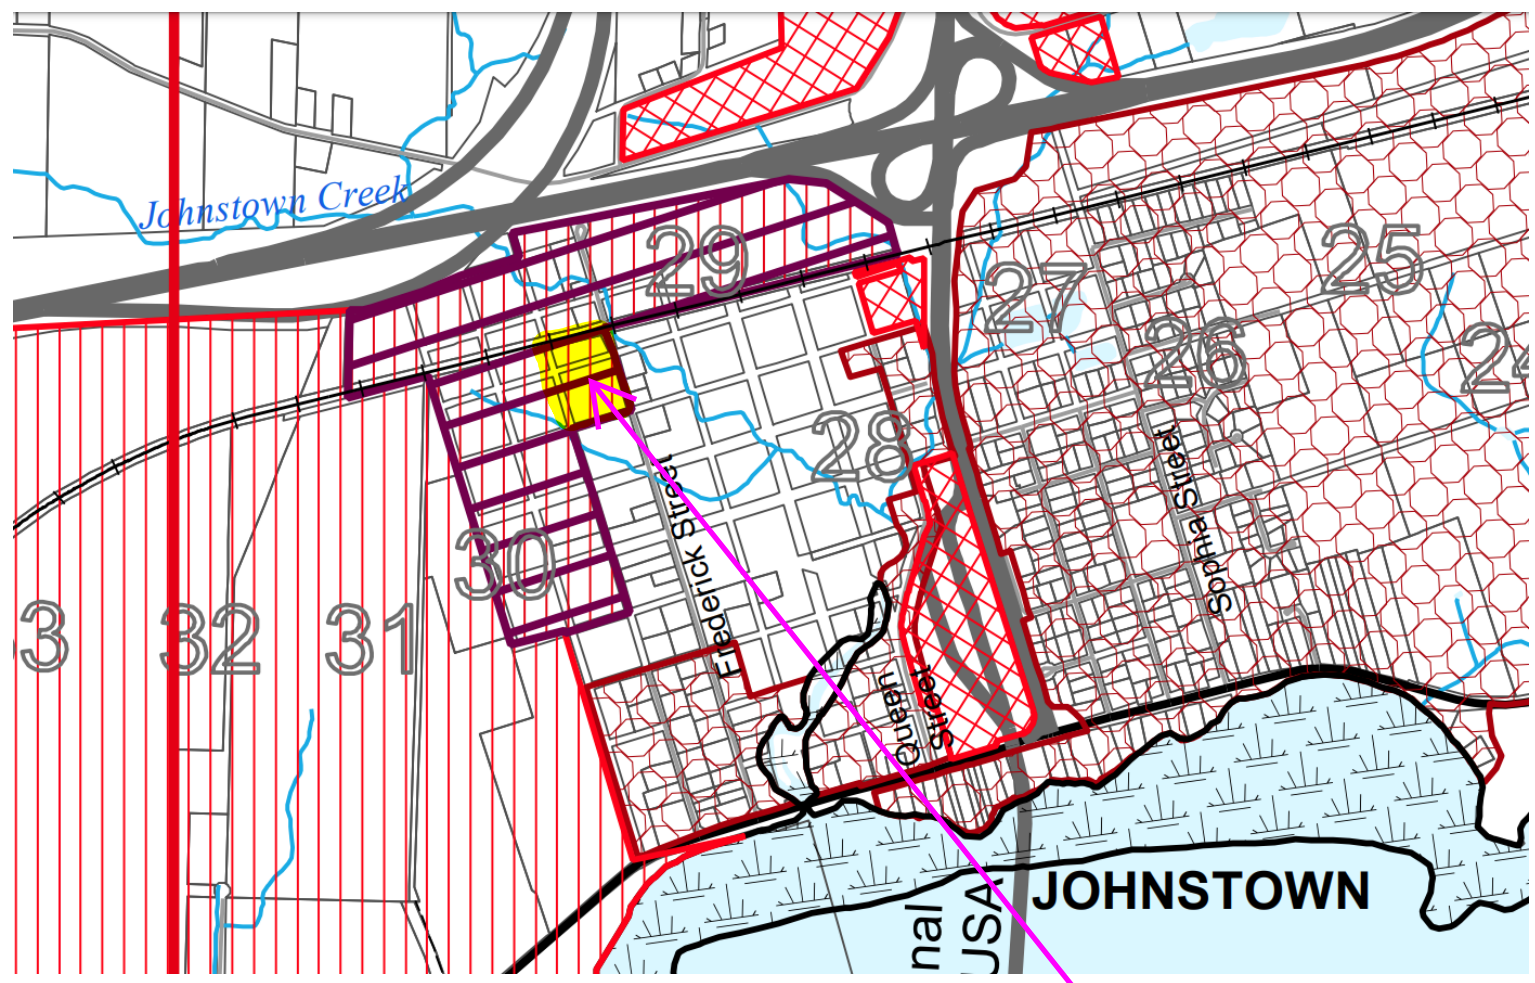 Johnstown Creek
29
27
25
26
24
28
30
3
32
31
Frederick Street
Sophia Street
Queen
Street
JOHNSTOWN
nal
USA